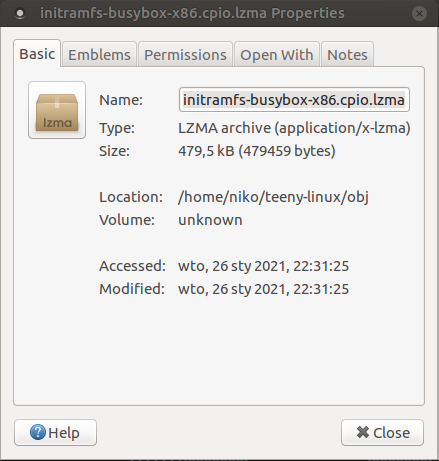 initramfs-busybox-x86.cpio.lzma Properties
Basic Emblems Permissions Open With Notes
lzma
Name: initramfs-busybox-x86.cpio.lzma
Type: LZMA archive (application/x-lzma)
Size: 479,5 kB (479459 bytes)
Location: /home/niko/teeny-linux/obj
Volume: unknown
Accessed: wto, 26 sty 2021, 22:31:25
Modified: wto, 26 sty 2021, 22:31:25
Help Close